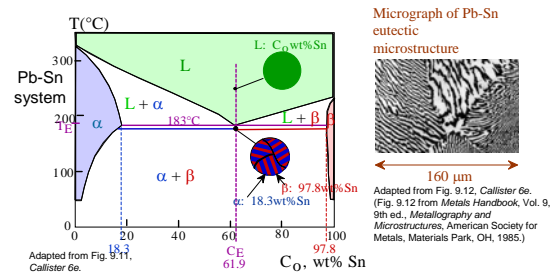 T(°C)
L: Cowt%Sn
300
L
Pb-Sn
system
L + α
L + β
β
200
183°C
TE
α
100
α + β
β: 97.8wt%Sn
α: 18.3wt%Sn
0
0
20
40
60
80
100
18.3
CE
61.9
97.8
Co, wt% Sn
Adapted from Fig. 9.11,
Callister 6e.
Micrograph of Pb-Sn
eutectic
microstructure
160 μm
Adapted from Fig. 9.12, Callister 6e.
(Fig. 9.12 from Metals Handbook, Vol. 9,
9th ed., Metallography and
Microstructures, American Society for
Metals, Materials Park, OH, 1985.)